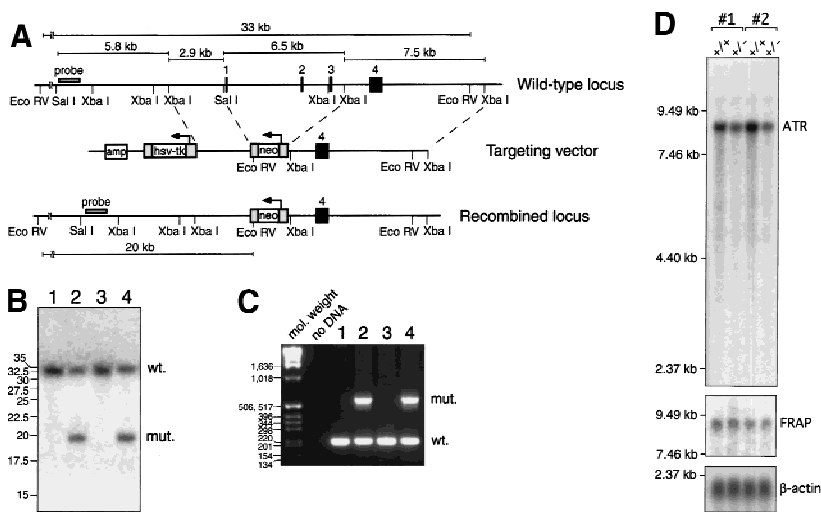 A
33 kb
5.8 kb
2.9 kb
6.5 kb
7.5 kb
probe
1 2 3 4
Wild-type locus
Eco RV Sal I Xba I Xba I Xba I Sal I Xba I Xba I Eco RV Xba I
amp hsv-tk neo 4
Targeting vector
Eco RV Xba I Xba I
probe
neo 4
Recombined locus
Eco RV Sal I Xba I Xba I Xba I Eco RV Xba I Eco RV Xba I
20 kb
B
1 2 3 4
35
32.5
30
27.5
25
22.5
20
17.5
15
wt.
mut.
C
mol. weight
no DNA
1 2 3 4
1,636
1,018
506, 517
396
344
298
220
201
154
134
mut.
wt.
D
#1 #2
+/+ +/- +/+ +/-
9.49 kb
7.46 kb
4.40 kb
2.37 kb
ATR
9.49 kb
7.46 kb
FRAP
2.37 kb
β-actin